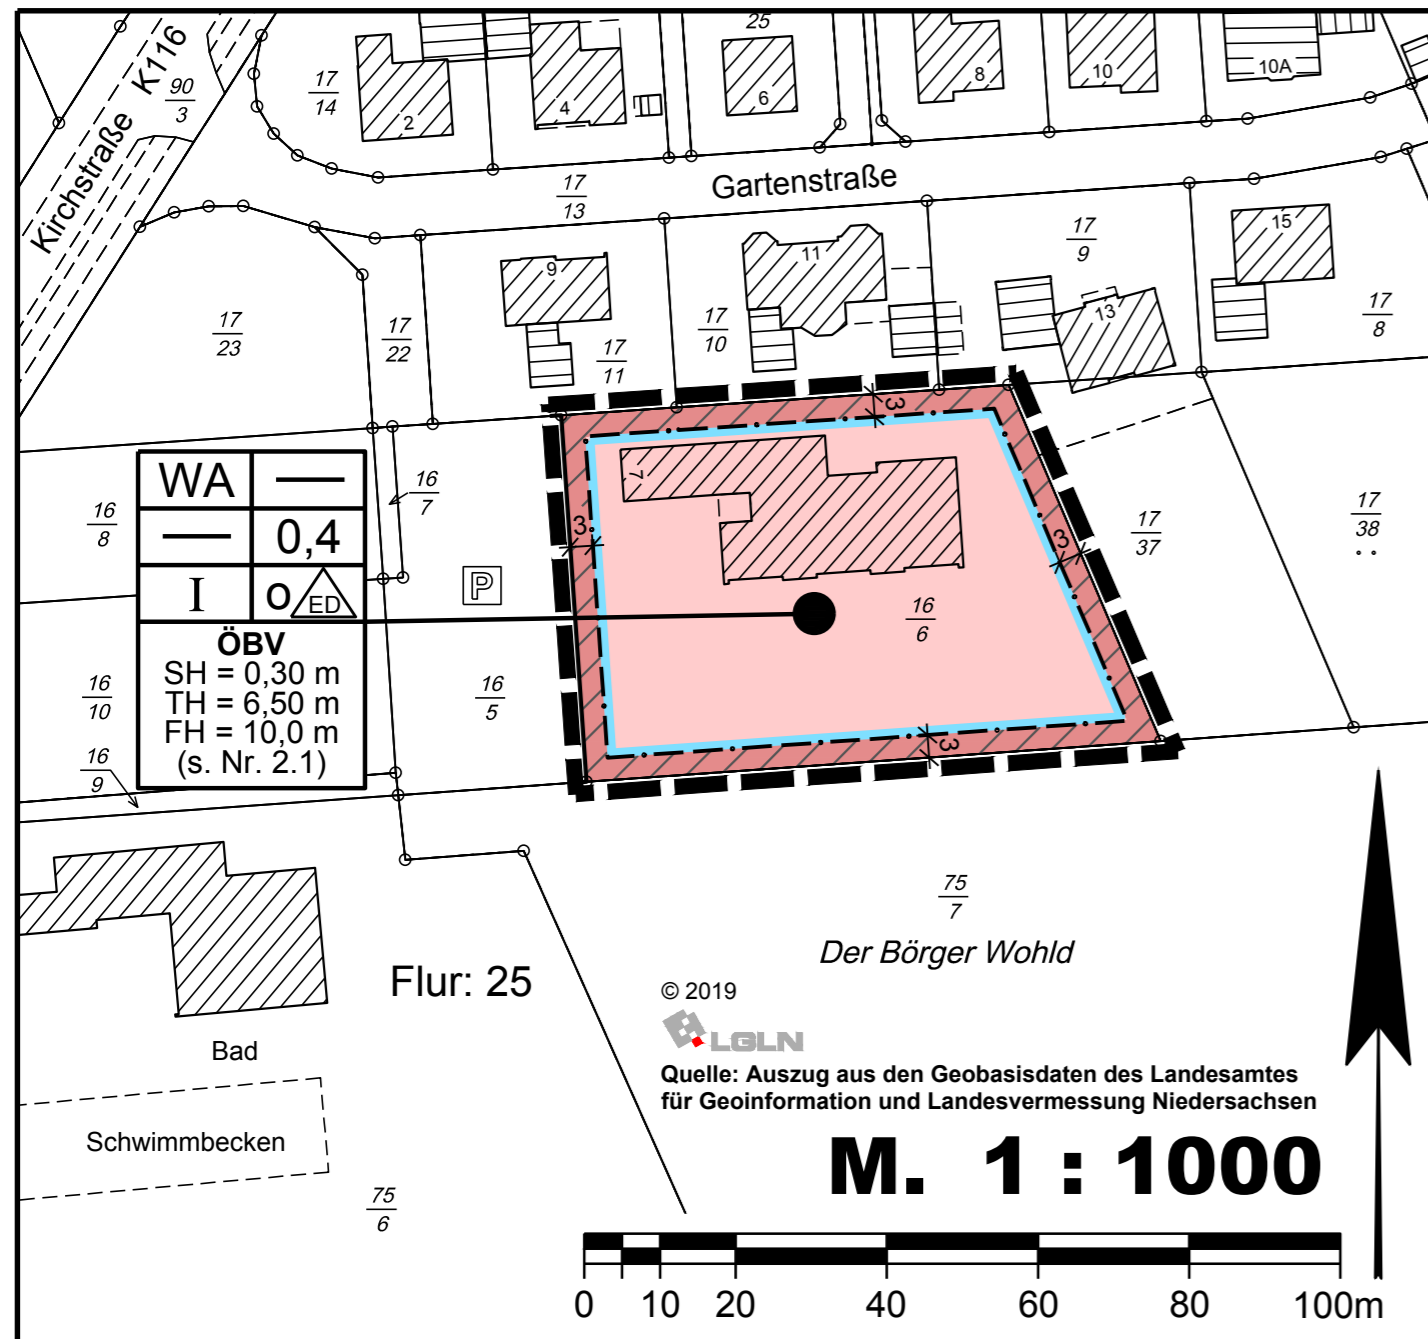 Kirchstraße K116
90
3
17
14
2
4
25
6
8
10
10A
17
13
Gartenstraße
17
23
17
22
9
17
11
17
10
11
17
9
13
15
17
8
16
8
16
7
P
WA —
— 0,4
I o ED
ÖBV
SH = 0,30 m
TH = 6,50 m
FH = 10,0 m
(s. Nr. 2.1)
16
10
16
9
16
5
7
3
3
3
3
16
6
17
37
17
38
75
7
Der Börger Wohld
Flur: 25
Bad
Schwimmbecken
75
6
© 2019
LGLN
Quelle: Auszug aus den Geobasisdaten des Landesamtes
für Geoinformation und Landesvermessung Niedersachsen
M. 1 : 1000
0 10 20 40 60 80 100m